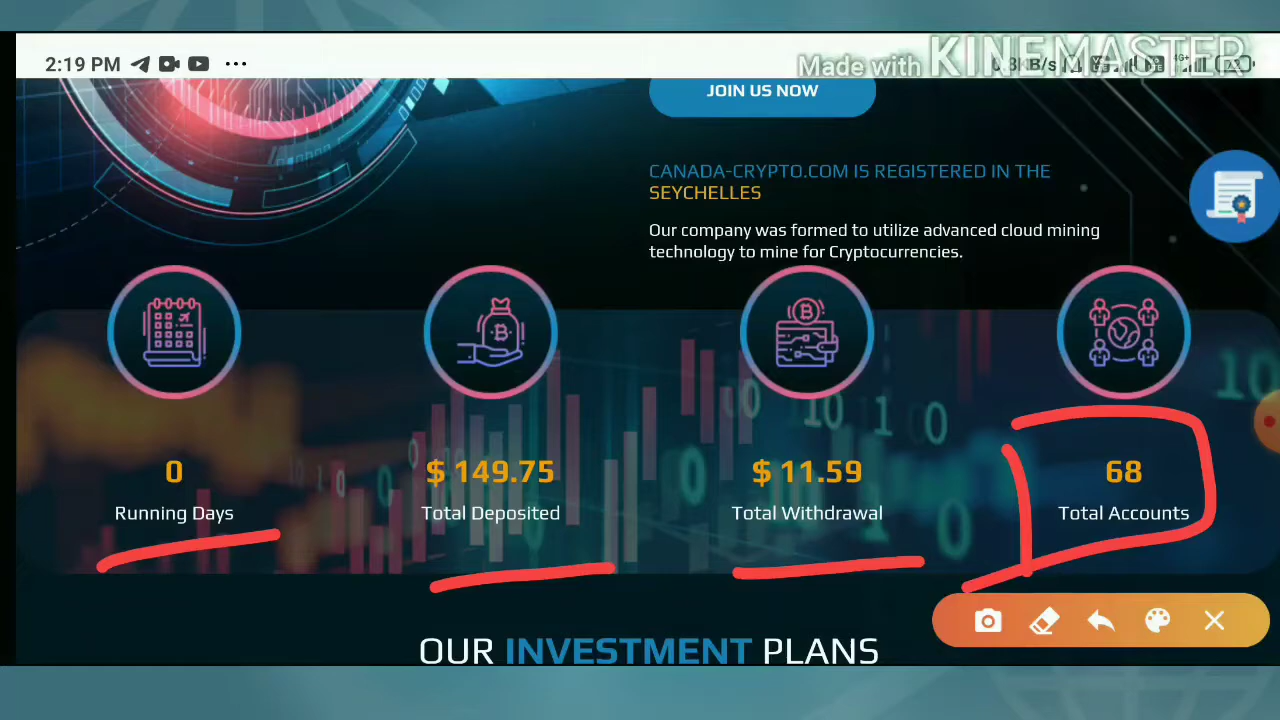 2:19 PM
Made with KINEMASTER
JOIN US NOW
CANADA-CRYPTO.COM IS REGISTERED IN THE
SEYCHELLES
Our company was formed to utilize advanced cloud mining
technology to mine for Cryptocurrencies.
0
Running Days
$ 149.75
Total Deposited
$ 11.59
Total Withdrawal
68
Total Accounts
OUR INVESTMENT PLANS